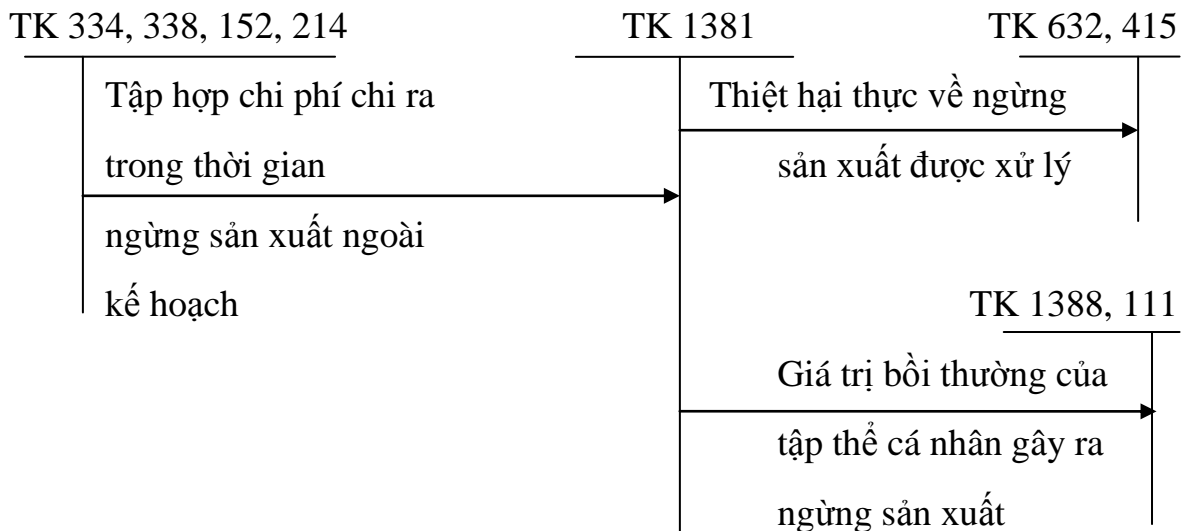 TK 334, 338, 152, 214
TK 1381
TK 632, 415
Tập hợp chi phí chi ra
trong thời gian
ngừng sản xuất ngoài
kế hoạch
Thiệt hại thực về ngừng
sản xuất được xử lý
TK 1388, 111
Giá trị bồi thường của
tập thể cá nhân gây ra
ngừng sản xuất